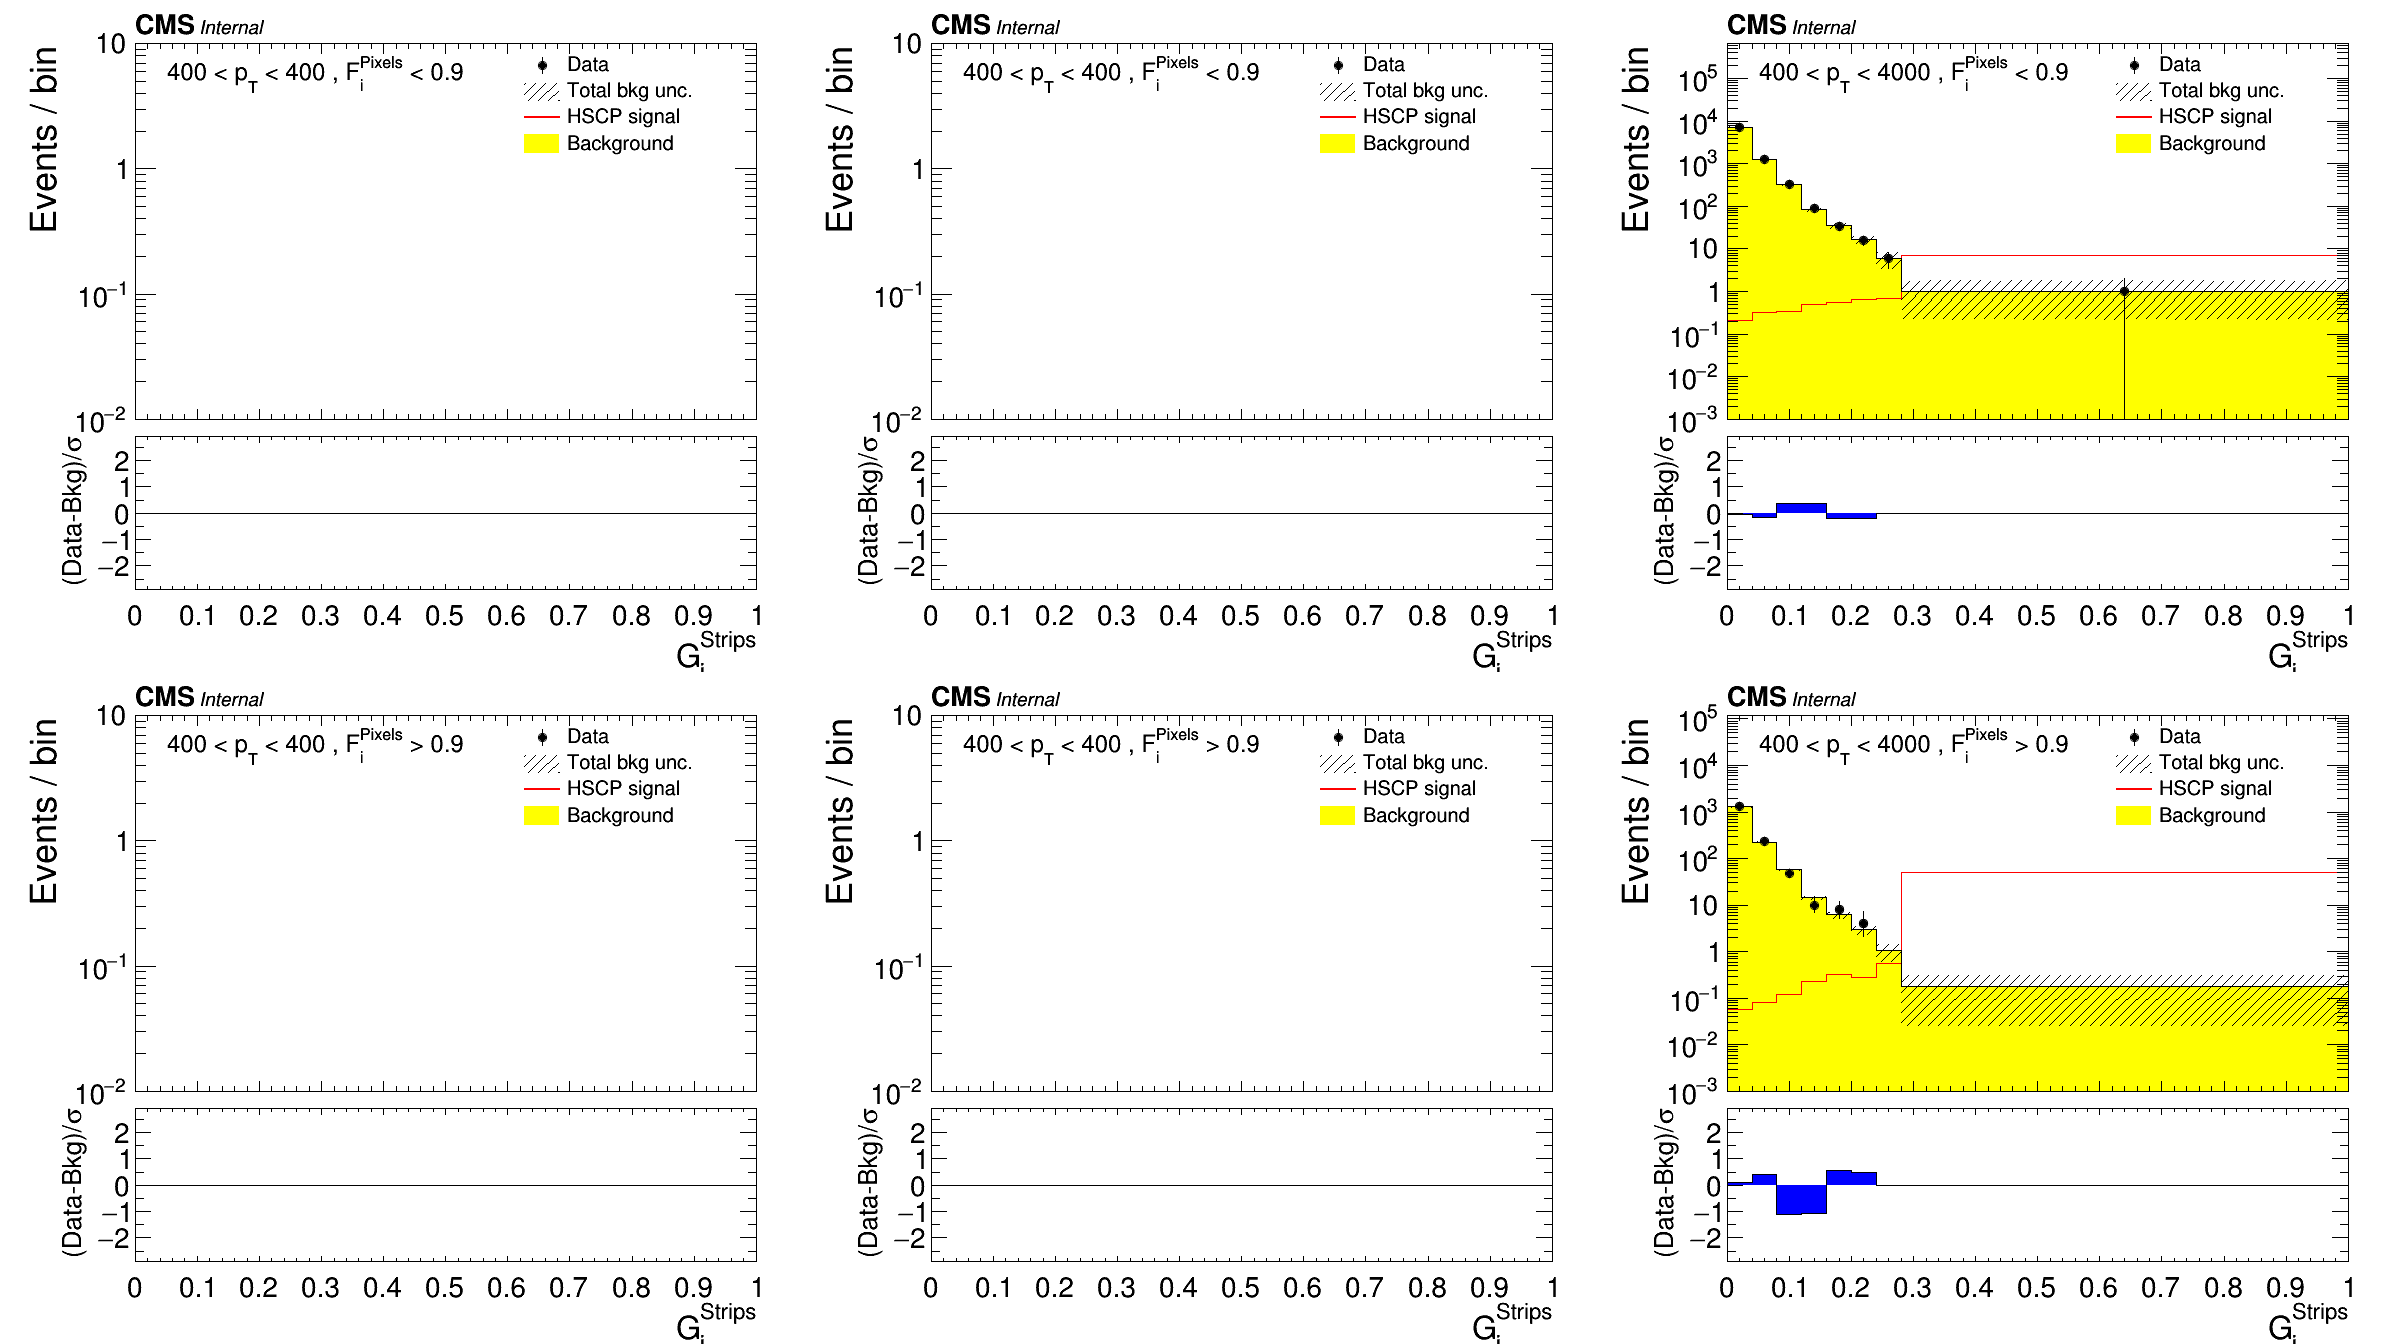 CMS Internal
Events / bin
10
1
10⁻¹
10⁻²
400 < p_T < 400 , F_i^Pixels < 0.9
Data
Total bkg unc.
HSCP signal
Background
(Data-Bkg)/σ
2
1
0
−1
−2
0 0.1 0.2 0.3 0.4 0.5 0.6 0.7 0.8 0.9 1
G_i^Strips
CMS Internal
Events / bin
10
1
10⁻¹
10⁻²
400 < p_T < 400 , F_i^Pixels < 0.9
Data
Total bkg unc.
HSCP signal
Background
(Data-Bkg)/σ
2
1
0
−1
−2
0 0.1 0.2 0.3 0.4 0.5 0.6 0.7 0.8 0.9 1
G_i^Strips
CMS Internal
Events / bin
10⁵
10⁴
10³
10²
10
1
10⁻¹
10⁻²
10⁻³
400 < p_T < 4000 , F_i^Pixels < 0.9
Data
Total bkg unc.
HSCP signal
Background
(Data-Bkg)/σ
2
1
0
−1
−2
0 0.1 0.2 0.3 0.4 0.5 0.6 0.7 0.8 0.9 1
G_i^Strips
CMS Internal
Events / bin
10
1
10⁻¹
10⁻²
400 < p_T < 400 , F_i^Pixels > 0.9
Data
Total bkg unc.
HSCP signal
Background
(Data-Bkg)/σ
2
1
0
−1
−2
0 0.1 0.2 0.3 0.4 0.5 0.6 0.7 0.8 0.9 1
G_i^Strips
CMS Internal
Events / bin
10
1
10⁻¹
10⁻²
400 < p_T < 400 , F_i^Pixels > 0.9
Data
Total bkg unc.
HSCP signal
Background
(Data-Bkg)/σ
2
1
0
−1
−2
0 0.1 0.2 0.3 0.4 0.5 0.6 0.7 0.8 0.9 1
G_i^Strips
CMS Internal
Events / bin
10⁵
10⁴
10³
10²
10
1
10⁻¹
10⁻²
10⁻³
400 < p_T < 4000 , F_i^Pixels > 0.9
Data
Total bkg unc.
HSCP signal
Background
(Data-Bkg)/σ
2
1
0
−1
−2
0 0.1 0.2 0.3 0.4 0.5 0.6 0.7 0.8 0.9 1
G_i^Strips